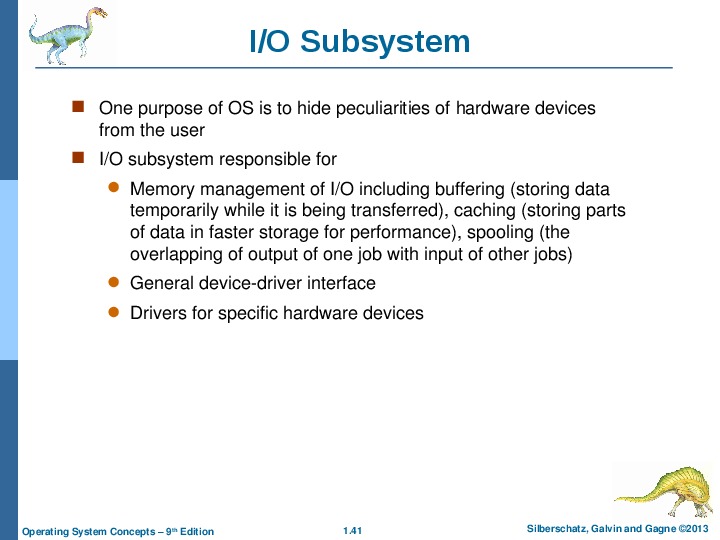 I/O Subsystem
One purpose of OS is to hide peculiarities of hardware devices
from the user
I/O subsystem responsible for
Memory management of I/O including buffering (storing data
temporarily while it is being transferred), caching (storing parts
of data in faster storage for performance), spooling (the
overlapping of output of one job with input of other jobs)
General device-driver interface
Drivers for specific hardware devices
Operating System Concepts – 9th Edition
1.41
Silberschatz, Galvin and Gagne ©2013